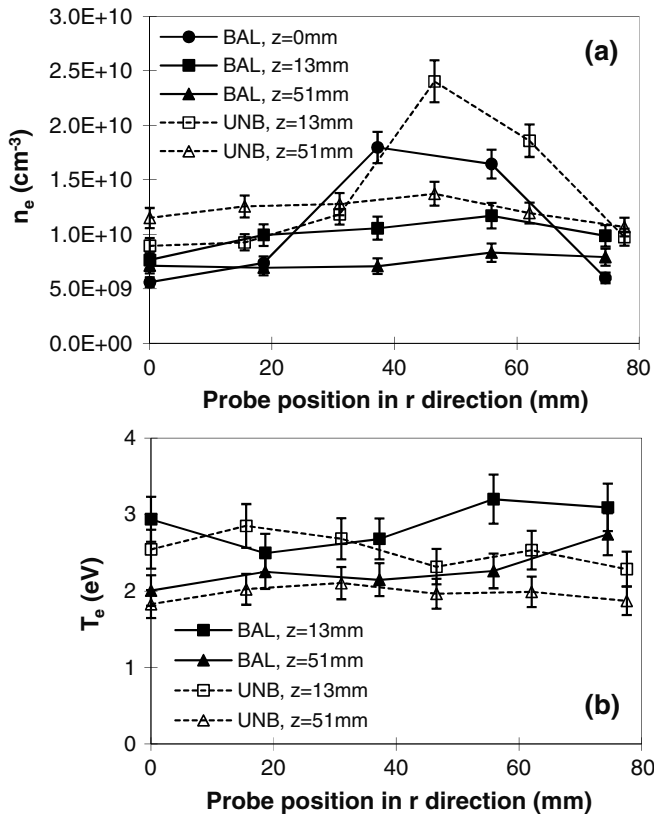 3.0E+10
2.5E+10
2.0E+10
1.5E+10
1.0E+10
5.0E+09
0.0E+00
n_e (cm⁻³)
BAL, z=0mm
BAL, z=13mm
BAL, z=51mm
UNB, z=13mm
UNB, z=51mm
(a)
0 20 40 60 80
Probe position in r direction (mm)
4
3
2
1
0
T_e (eV)
BAL, z=13mm
BAL, z=51mm
UNB, z=13mm
UNB, z=51mm
(b)
0 20 40 60 80
Probe position in r direction (mm)